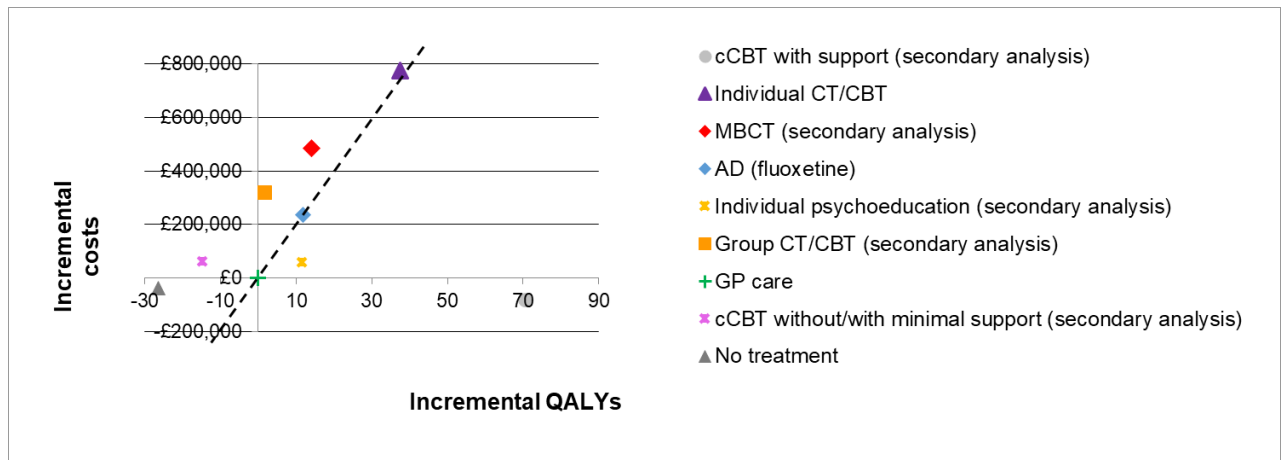 £800,000
£600,000
£400,000
£200,000
£0
-£200,000
-30
-10
10
30
50
70
90
Incremental
costs
Incremental QALYs
cCBT with support (secondary analysis)
Individual CT/CBT
MBCT (secondary analysis)
AD (fluoxetine)
Individual psychoeducation (secondary analysis)
Group CT/CBT (secondary analysis)
GP care
cCBT without/with minimal support (secondary analysis)
No treatment